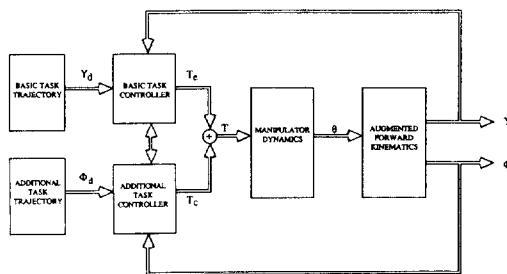 BASIC TASK
TRAJECTORY
Y_d
BASIC TASK
CONTROLLER
T_e
T
MANIPULATOR
DYNAMICS
θ
AUGMENTED
FORWARD
KINEMATICS
Y
Φ
+
ADDITIONAL
TASK
TRAJECTORY
Φ_d
ADDITIONAL
TASK
CONTROLLER
T_c